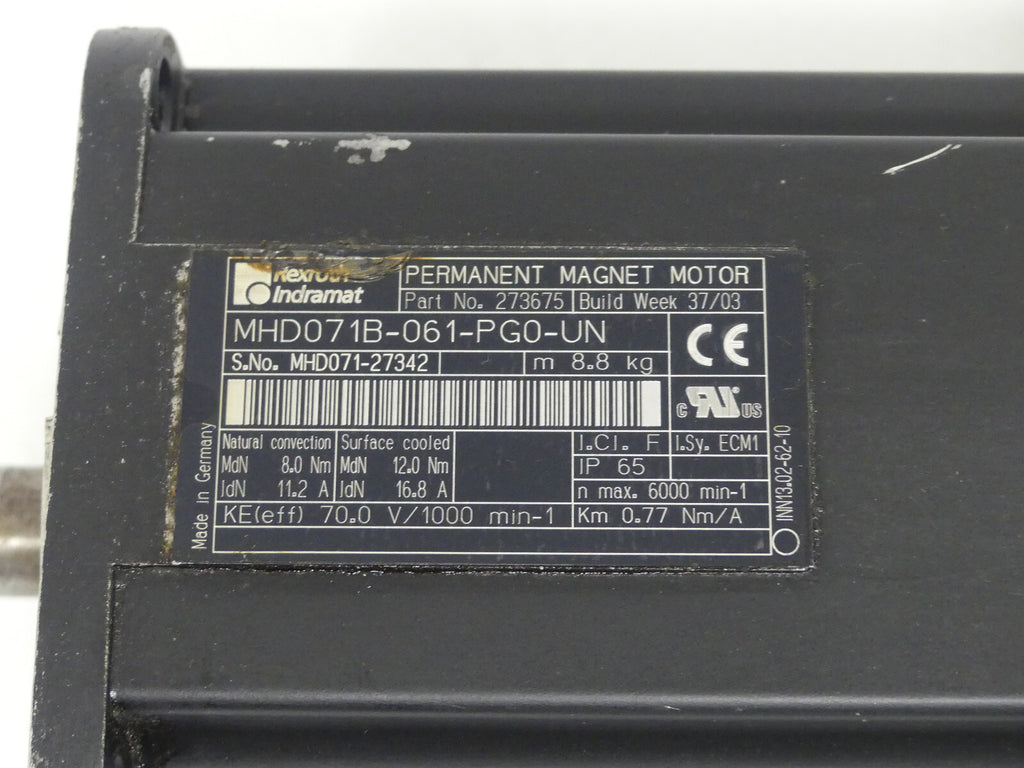 Rexroth
Indramat
PERMANENT MAGNET MOTOR
Part No. 273675 Build Week 37/03
MHD071B-061-PG0-UN
CE
S.No. MHD071-27342 m 8.8 kg
c RU US
Natural convection Surface cooled I.Cl. F I.Sy. ECM1
MdN 8.0 Nm MdN 12.0 Nm IP 65
IdN 11.2 A IdN 16.8 A n max. 6000 min-1
KE(eff) 70.0 V/1000 min-1 Km 0.77 Nm/A
Made in Germany
INN13.02-62-10